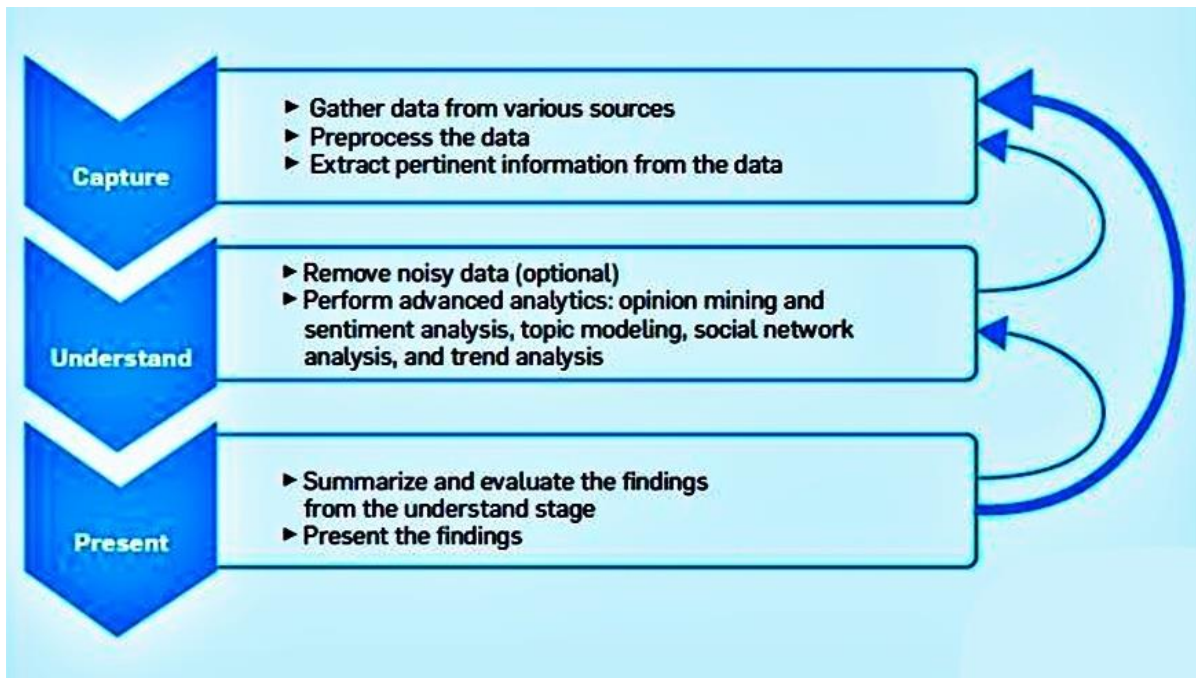 Capture
► Gather data from various sources
► Preprocess the data
► Extract pertinent information from the data
Understand
► Remove noisy data (optional)
► Perform advanced analytics: opinion mining and
sentiment analysis, topic modeling, social network
analysis, and trend analysis
Present
► Summarize and evaluate the findings
from the understand stage
► Present the findings